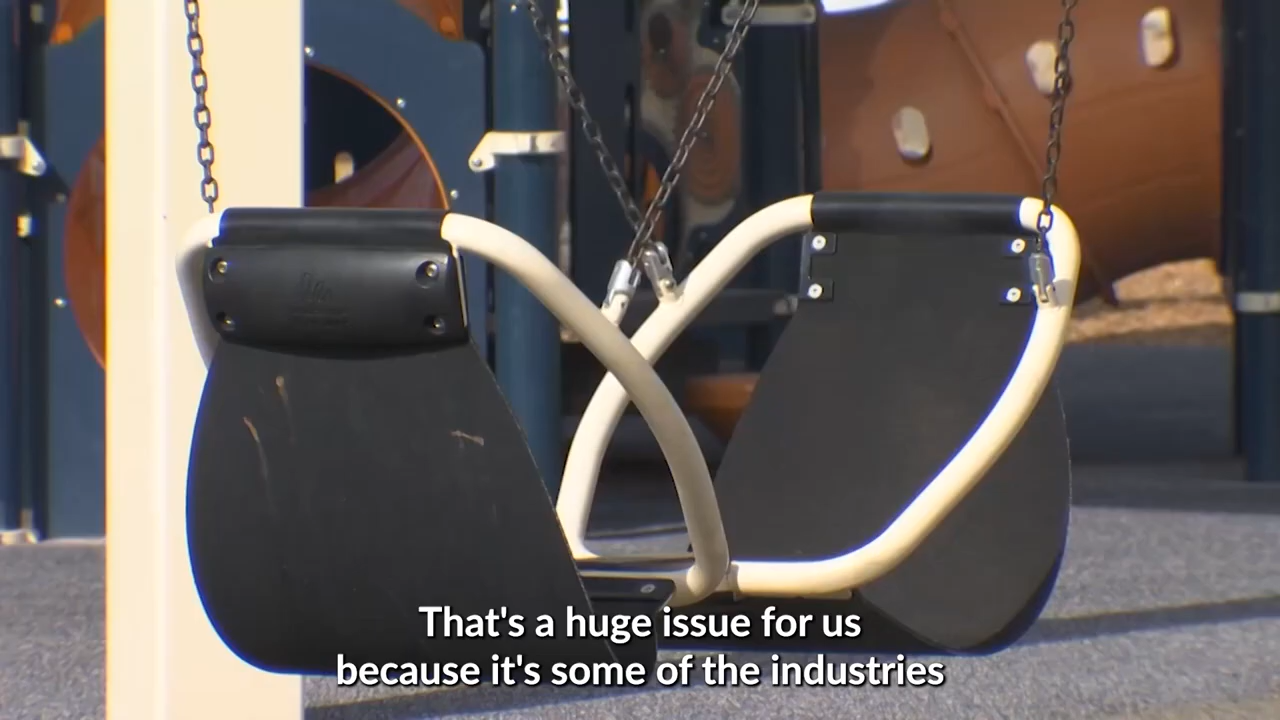 That's a huge issue for us
because it's some of the industries